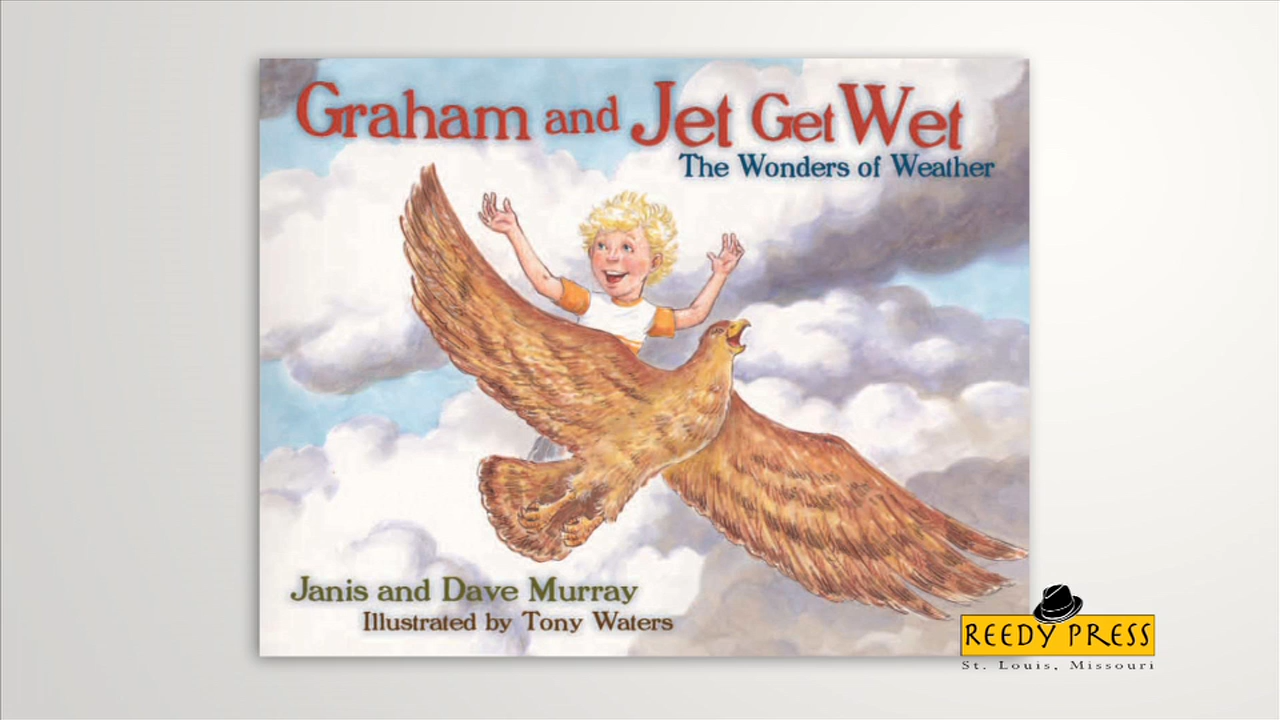 Graham and Jet Get Wet
The Wonders of Weather
Janis and Dave Murray
Illustrated by Tony Waters
REEDY PRESS
St. Louis, Missouri